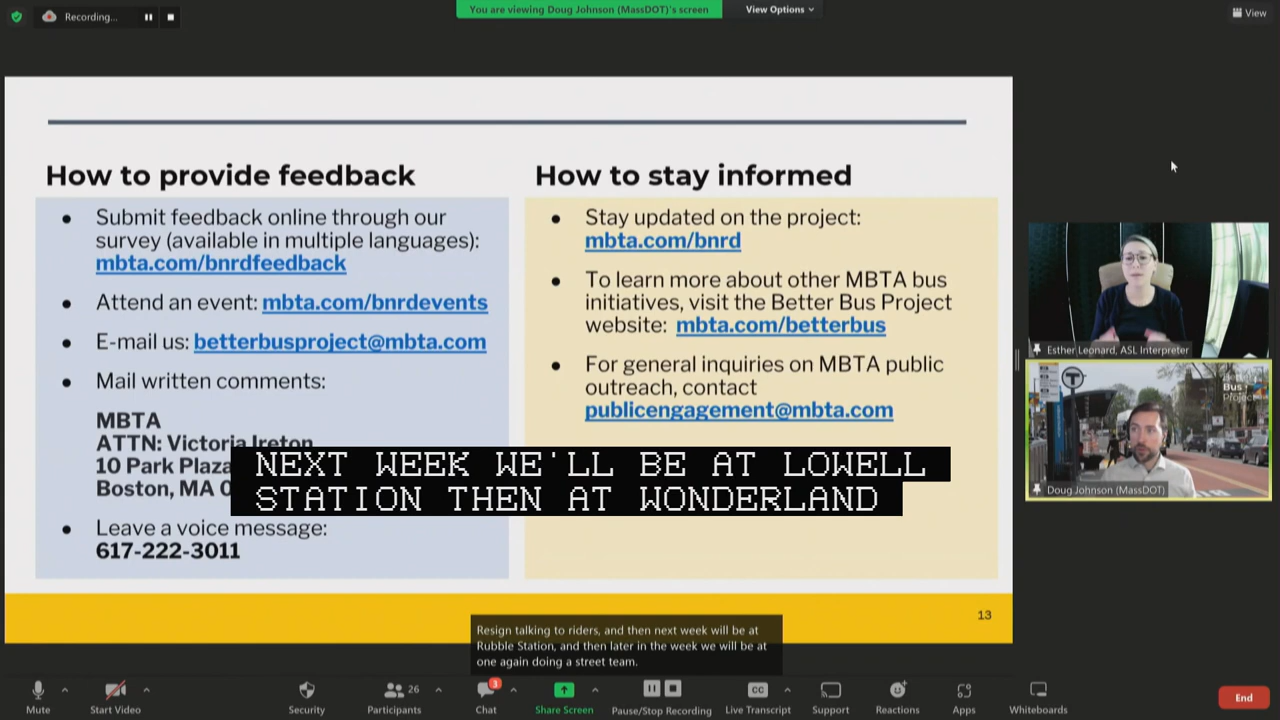 Recording...
You are viewing Doug Johnson (MassDOT)'s screen
View Options
View
How to provide feedback
Submit feedback online through our
survey (available in multiple languages):
mbta.com/bnrdfeedback
Attend an event: mbta.com/bnrdevents
E-mail us: betterbusproject@mbta.com
Mail written comments:
MBTA
ATTN: Victoria Ireton
10 Park Plaza
Boston, MA 0
Leave a voice message:
617-222-3011
How to stay informed
Stay updated on the project:
mbta.com/bnrd
To learn more about other MBTA bus
initiatives, visit the Better Bus Project
website: mbta.com/betterbus
For general inquiries on MBTA public
outreach, contact
publicengagement@mbta.com
NEXT WEEK WE'LL BE AT LOWELL
STATION THEN AT WONDERLAND
13
Esther Leonard, ASL Interpreter
T
Bus
Project
Doug Johnson (MassDOT)
Resign talking to riders, and then next week will be at
Rubble Station, and then later in the week we will be at
one again doing a street team.
Mute
Start Video
Security
26
Participants
3
Chat
Share Screen
Pause/Stop Recording
CC
Live Transcript
Support
Reactions
Apps
Whiteboards
End